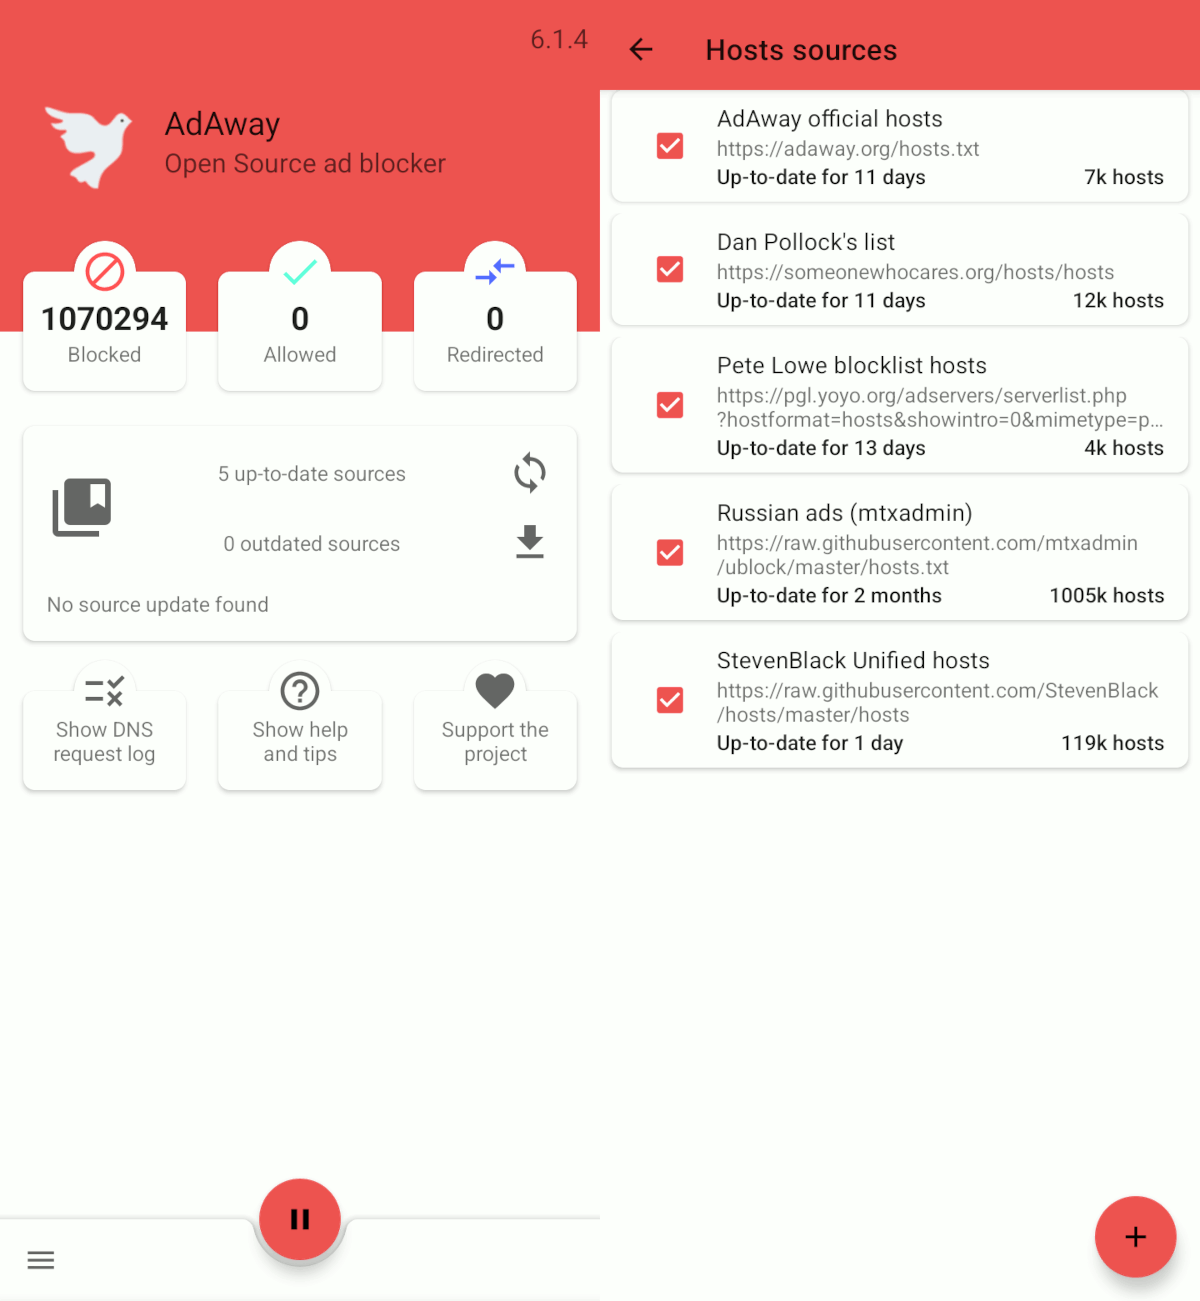 6.1.4
AdAway
Open Source ad blocker
1070294
Blocked
0
Allowed
0
Redirected
5 up-to-date sources
0 outdated sources
No source update found
Show DNS
request log
Show help
and tips
Support the
project
Hosts sources
AdAway official hosts
https://adaway.org/hosts.txt
Up-to-date for 11 days 7k hosts
Dan Pollock's list
https://someonewhocares.org/hosts/hosts
Up-to-date for 11 days 12k hosts
Pete Lowe blocklist hosts
https://pgl.yoyo.org/adservers/serverlist.php
?hostformat=hosts&showintro=0&mimetype=p...
Up-to-date for 13 days 4k hosts
Russian ads (mtxadmin)
https://raw.githubusercontent.com/mtxadmin
/ublock/master/hosts.txt
Up-to-date for 2 months 1005k hosts
StevenBlack Unified hosts
https://raw.githubusercontent.com/StevenBlack
/hosts/master/hosts
Up-to-date for 1 day 119k hosts